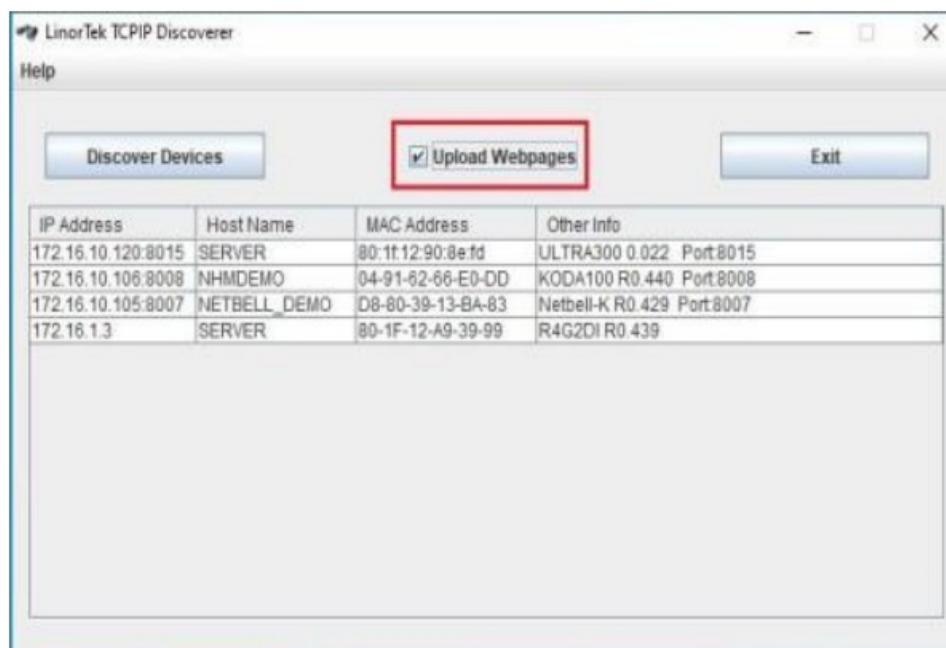 LinorTek TCPIP Discoverer
Help
Discover Devices Upload Webpages Exit
IP Address Host Name MAC Address Other Info
172.16.10.120:8015 SERVER 80:1f:12:90:8e:fd ULTRA300 0.022 Port:8015
172.16.10.106:8008 NHMDEMO 04-91-62-66-E0-DD KODA100 R0.440 Port:8008
172.16.10.105:8007 NETBELL_DEMO D8-80-39-13-BA-83 Netbell-K R0.429 Port:8007
172.16.1.3 SERVER 80-1F-12-A9-39-99 R4G2DI R0.439